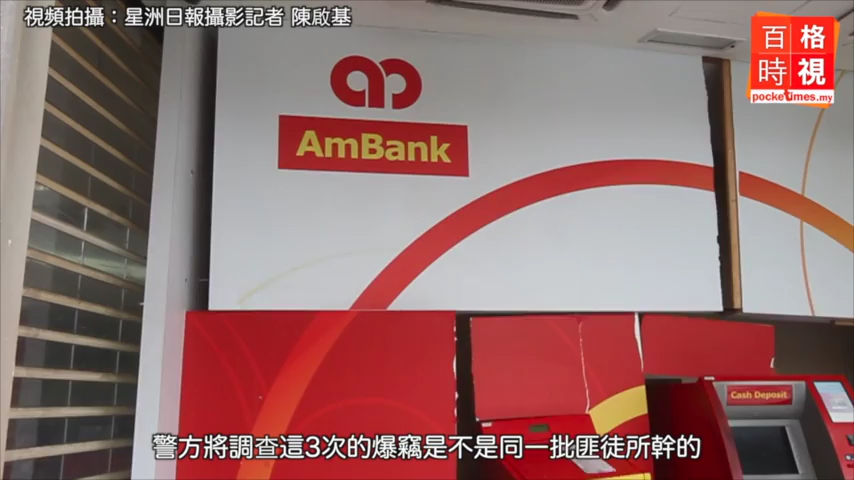 視頻拍攝：星洲日報攝影記者 陳啟基
百格
時視
pocketimes.my
AmBank
Cash Deposit
警方將調查這3次的爆竊是不是同一批匪徒所幹的